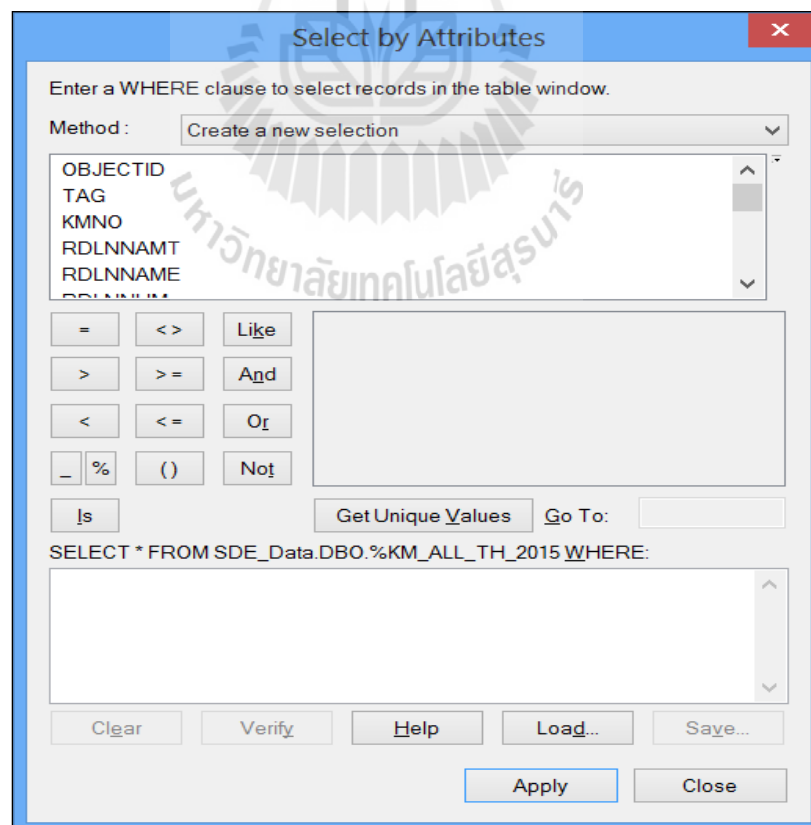 Select by Attributes
Enter a WHERE clause to select records in the table window.
Method :
Create a new selection
OBJECTID
TAG
KMNO
RDLNNAMT
RDLNNAME
RDLNNUM
มหาวิทยาลัยเทคโนโลยีสุรนารี
= < > Like
> > = And
< < = Or
_ % ( ) Not
Is Get Unique Values Go To:
SELECT * FROM SDE_Data.DBO.%KM_ALL_TH_2015 WHERE:
Clear Verify Help Load... Save...
Apply Close